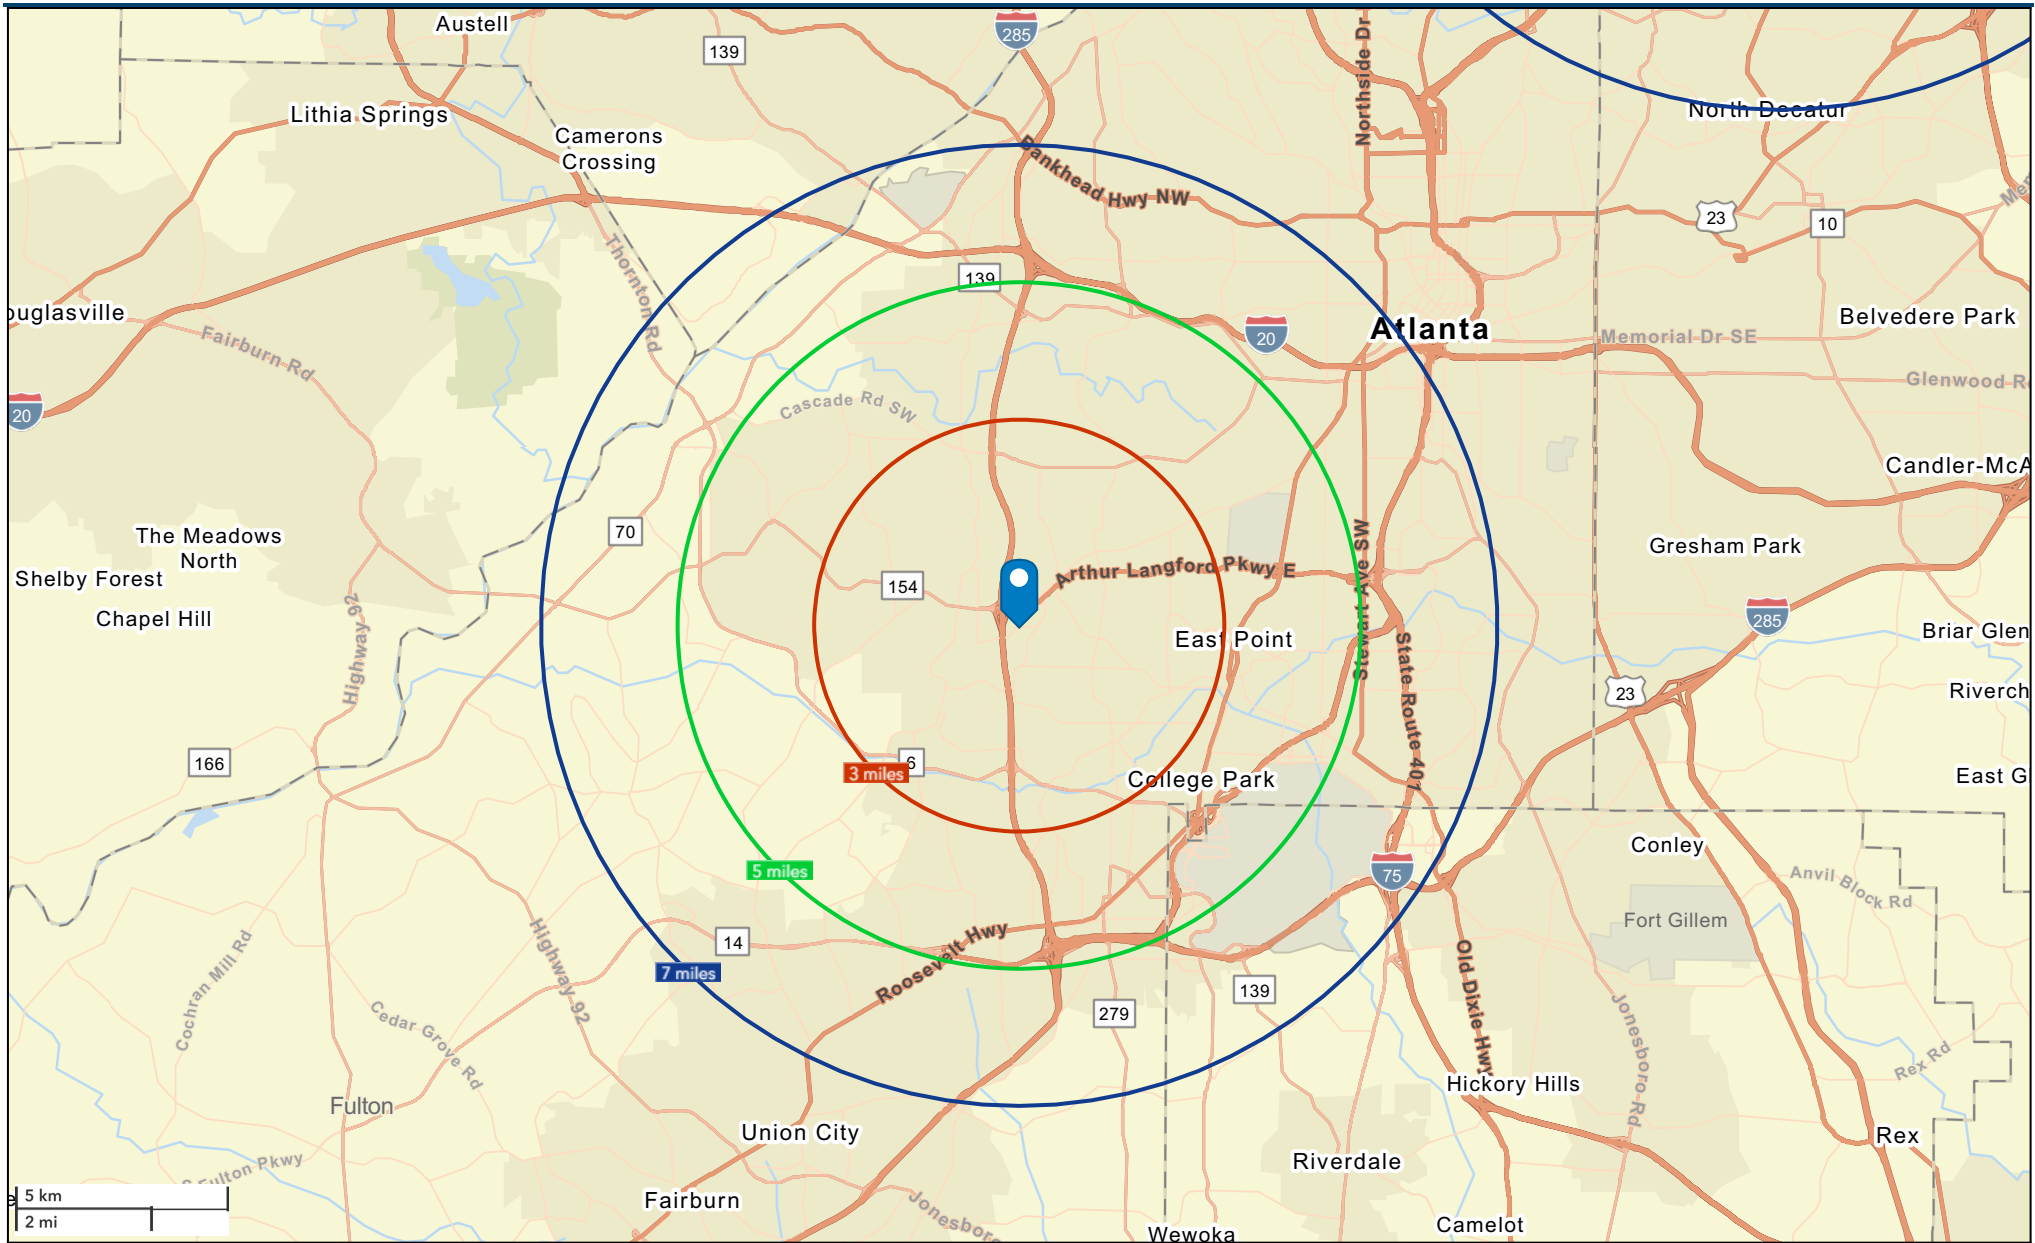 Austell
139
285
Northside Dr
Lithia Springs
North Decatur
Camerons
Crossing
Bankhead Hwy NW
23
10
Thornton Rd
139
ouglasville
Belvedere Park
Atlanta
20
Memorial Dr SE
Fairburn Rd
Glenwood R
20
Cascade Rd SW
Candler-McA
70
The Meadows
North
Gresham Park
Shelby Forest
154
Arthur Langford Pkwy E
Stewart Ave SW
Chapel Hill
285
Highway 92
East Point
Briar Glen
State Route 401
23
Riverch
166
6
3 miles
College Park
East G
Conley
5 miles
75
Anvil Block Rd
Fort Gillem
14
Roosevelt Hwy
7 miles
Highway 92
Cochran Mill Rd
139
Old Dixie Hwy
279
Cedar Grove Rd
Jonesboro Rd
Rex Rd
Hickory Hills
Fulton
Union City
Rex
Riverdale
S Fulton Pkwy
5 km
Fairburn
Jonesboro
2 mi
Camelot
Wewoka